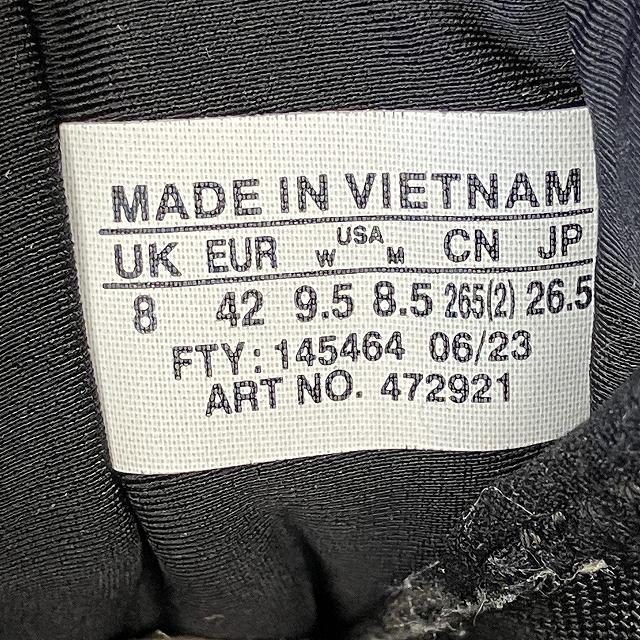 MADE IN VIETNAM
UK EUR W USA M CN JP
8 42 9.5 8.5 265(2) 26.5
FTY: 145464 06/23
ART NO. 472921